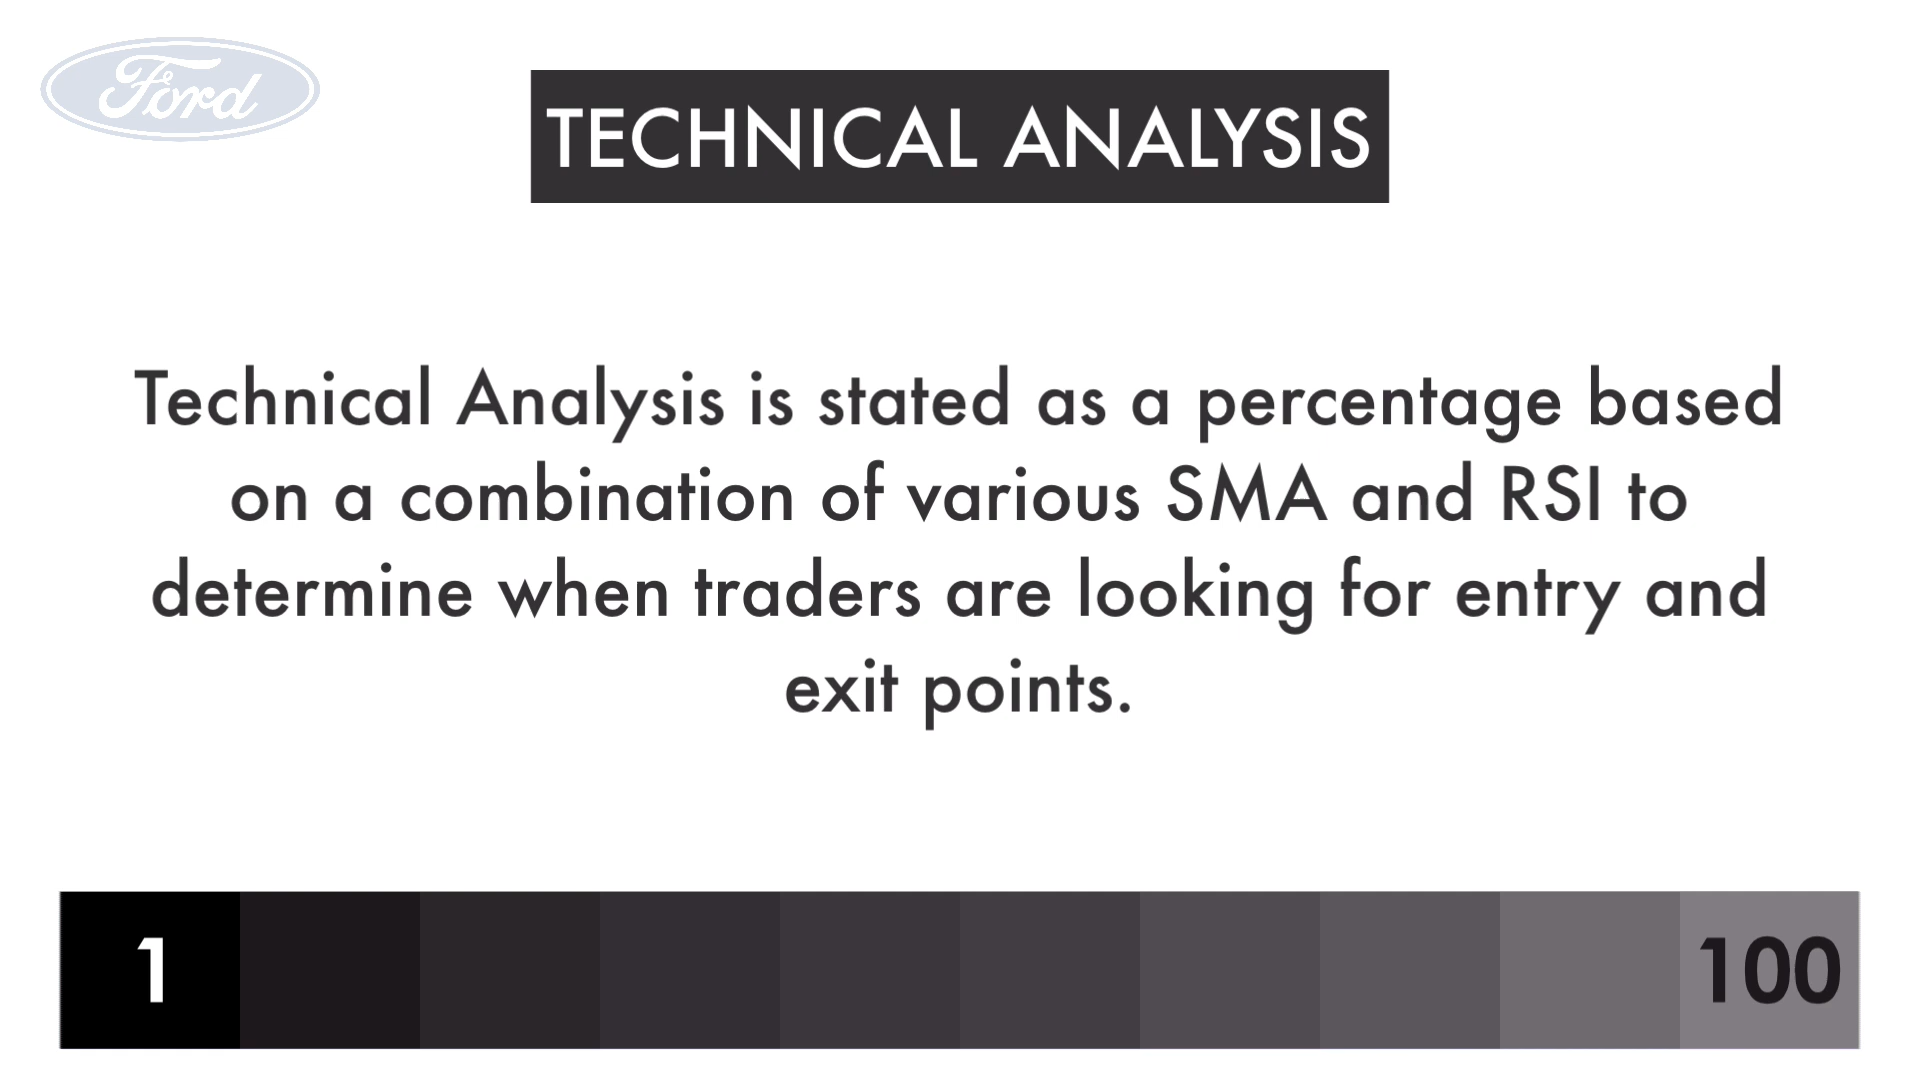 Ford
TECHNICAL ANALYSIS
Technical Analysis is stated as a percentage based
on a combination of various SMA and RSI to
determine when traders are looking for entry and
exit points.
1
100